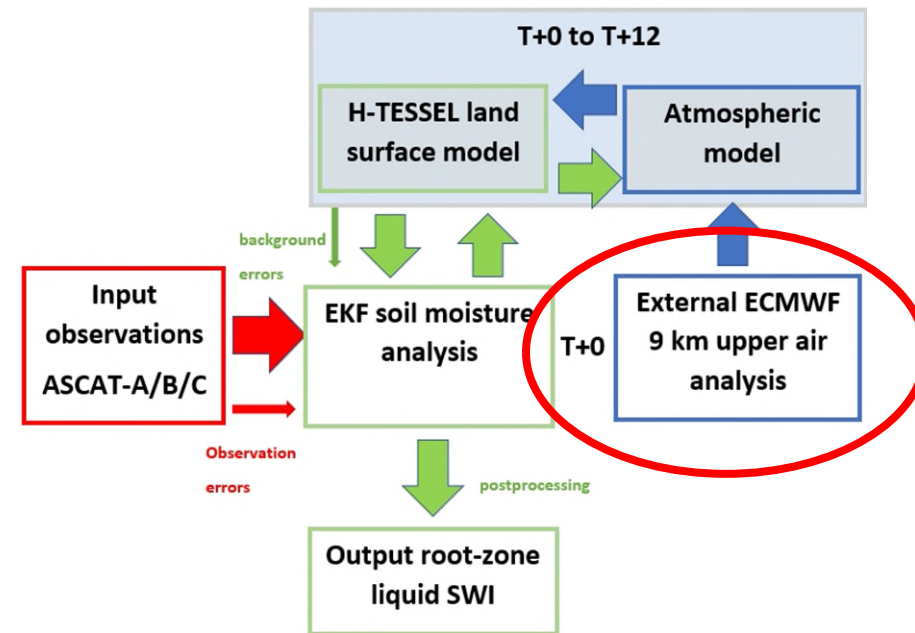 T+0 to T+12
H-TESSEL land
surface model
Atmospheric
model
background
errors
Input
observations
ASCAT-A/B/C
EKF soil moisture
analysis
T+0
External ECMWF
9 km upper air
analysis
Observation
errors
postprocessing
Output root-zone
liquid SWI